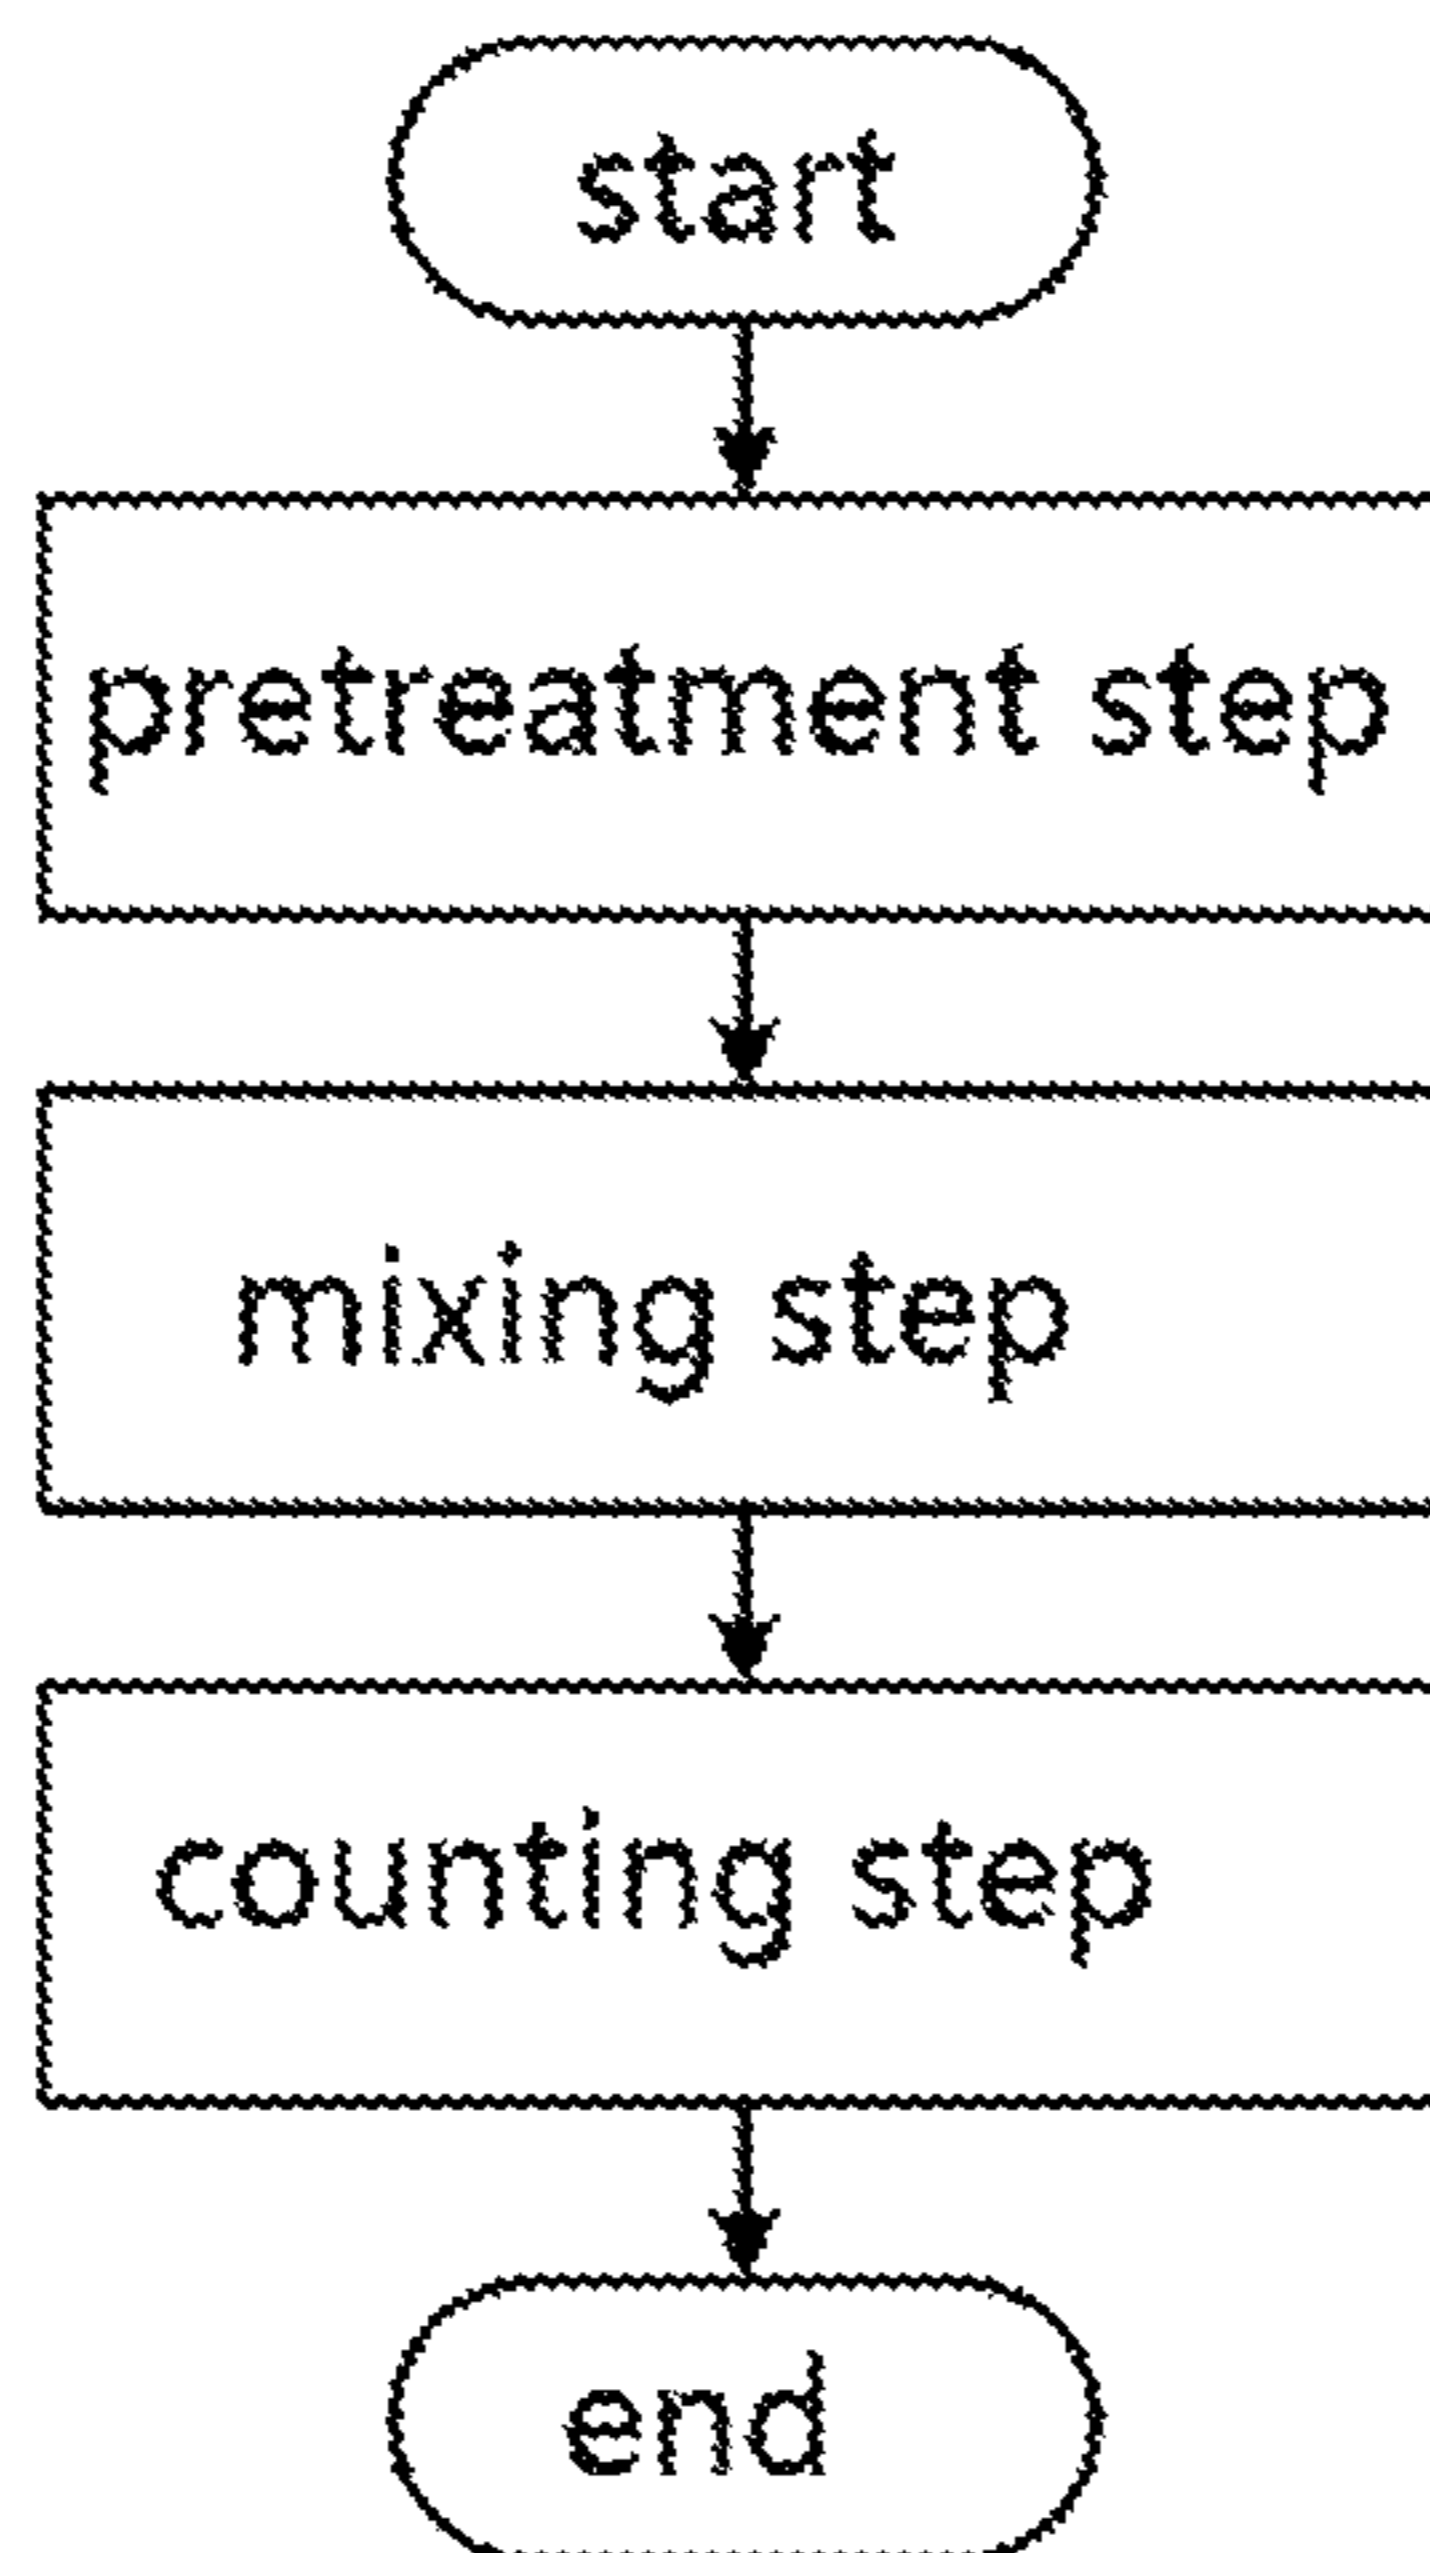 start
pretreatment step
mixing step
counting step
end